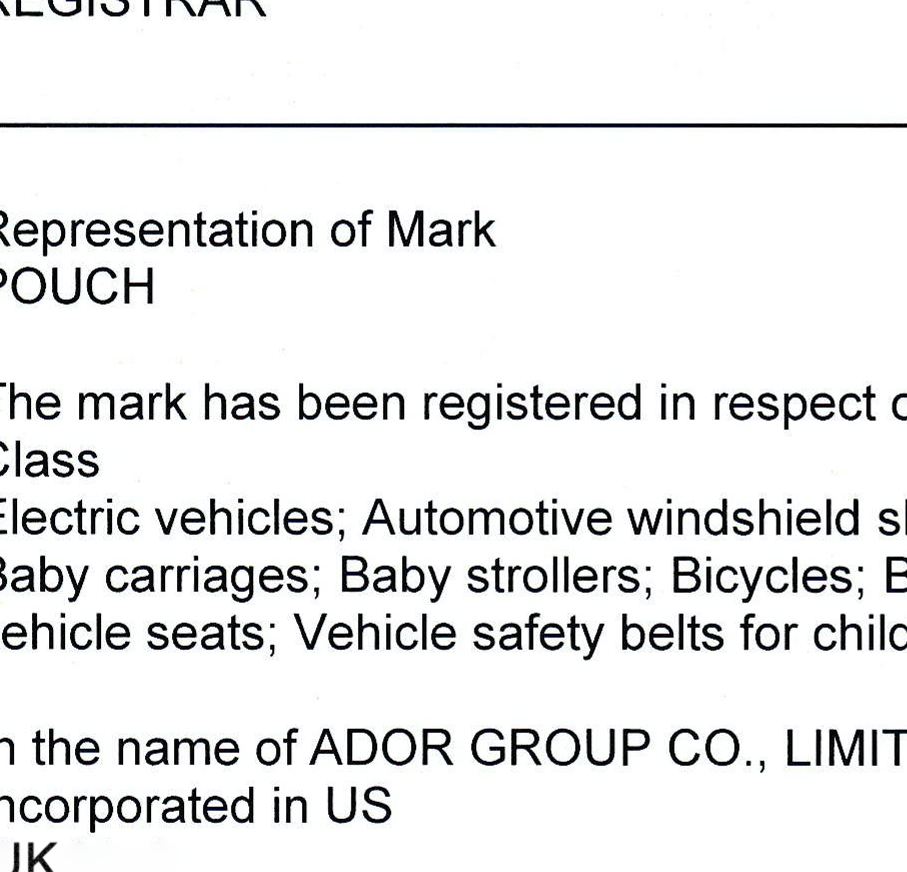 REGISTRAR
Representation of Mark
POUCH
The mark has been registered in respect o
Class
Electric vehicles; Automotive windshield
Baby carriages; Baby strollers; Bicycles;
ehicle seats; Vehicle safety belts for
n the name of ADOR GROUP CO., LIMIT
ncorporated in US
UK